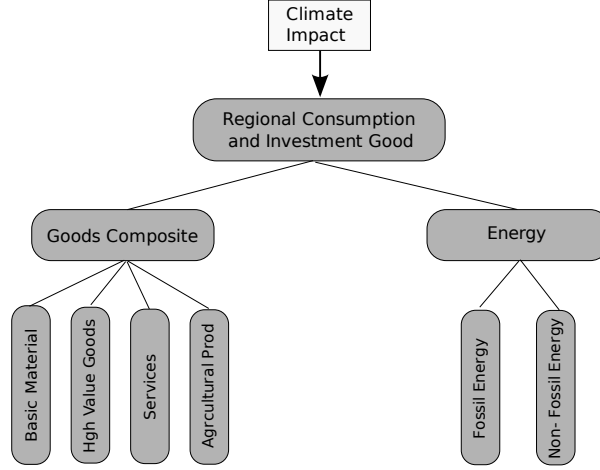 Climate
Impact
Regional Consumption
and Investment Good
Goods Composite
Energy
Basic Material
Hgh Value Goods
Services
Agrcultural Prod
Fossil Energy
Non- Fossil Energy